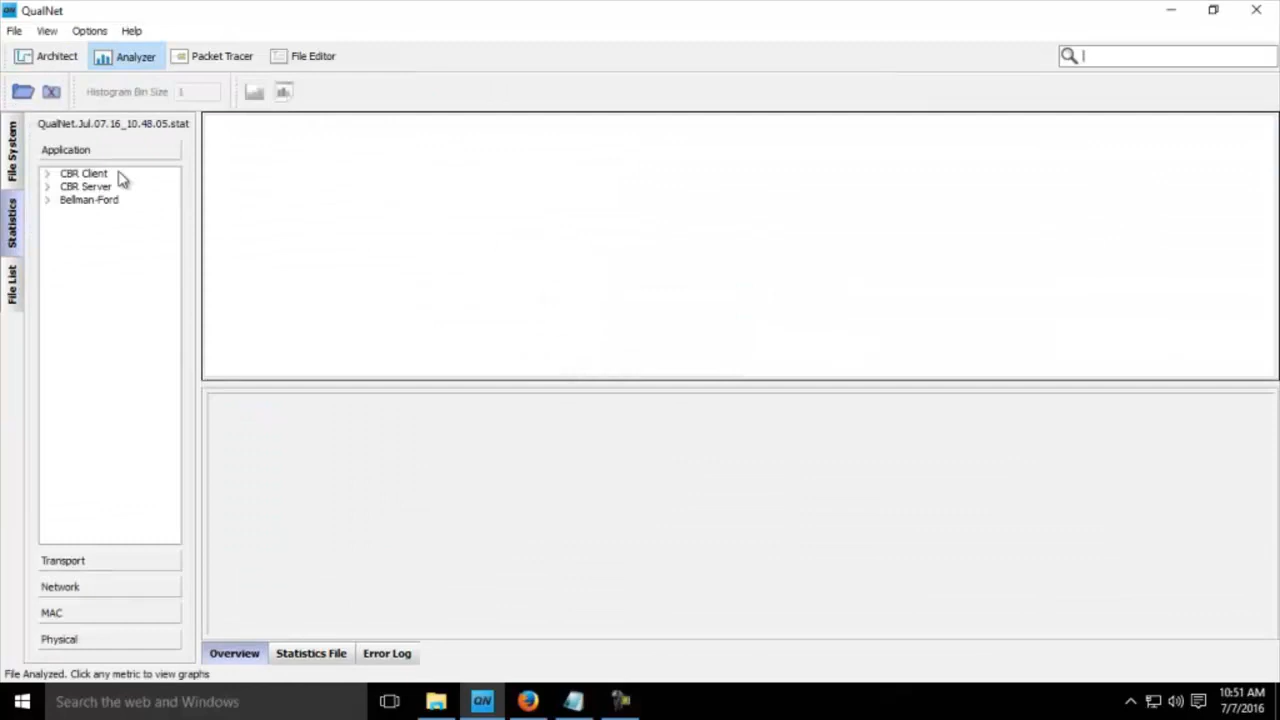 QN QualNet
File View Options Help
Architect Analyzer Packet Tracer File Editor
Histogram Bin Size 1
File System
Statistics
File List
QualNet.Jul.07.16_10.48.05.stat
Application
CBR Client
CBR Server
Bellman-Ford
Transport
Network
MAC
Physical
Overview Statistics File Error Log
File Analyzed. Click any metric to view graphs
Search the web and Windows
QN
10:51 AM
7/7/2016